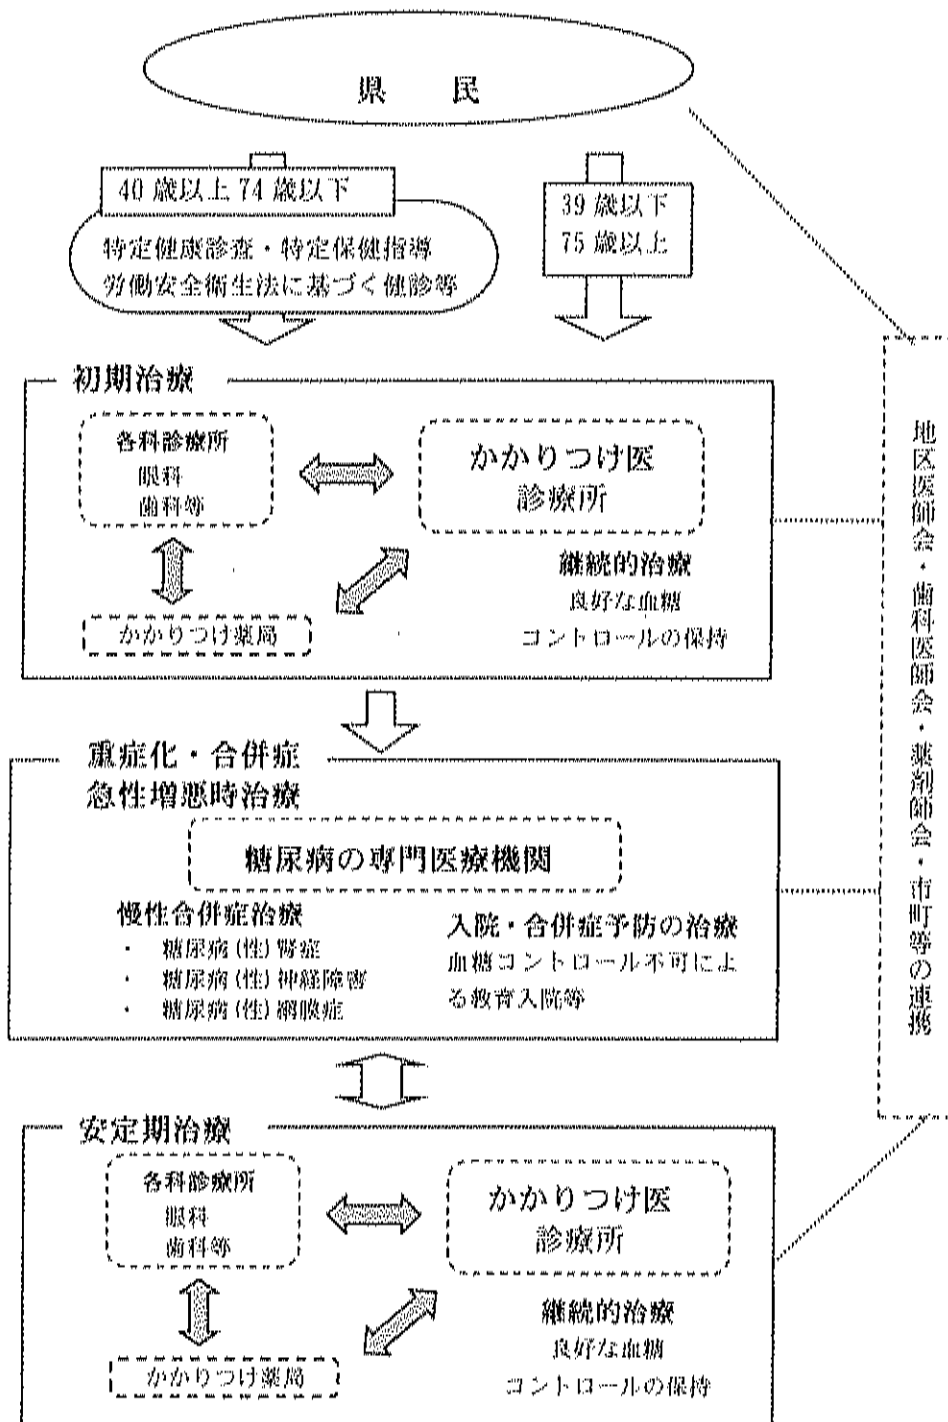 県　民
40 歳以上 74 歳以下
特定健康診査・特定保健指導
労働安全衛生法に基づく健診等
39 歳以下
75 歳以上
初期治療
各科診療所
眼科
歯科等
かかりつけ医
診療所
継続的治療
良好な血糖
コントロールの保持
かかりつけ薬局
重症化・合併症
急性増悪時治療
糖尿病の専門医療機関
慢性合併症治療
・ 糖尿病(性)腎症
・ 糖尿病(性)神経障害
・ 糖尿病(性)網膜症
入院・合併症予防の治療
血糖コントロール不可によ
る教育入院等
安定期治療
各科診療所
眼科
歯科等
かかりつけ医
診療所
継続的治療
良好な血糖
コントロールの保持
かかりつけ薬局
地区医師会・歯科医師会・薬剤師会・市町等の連携